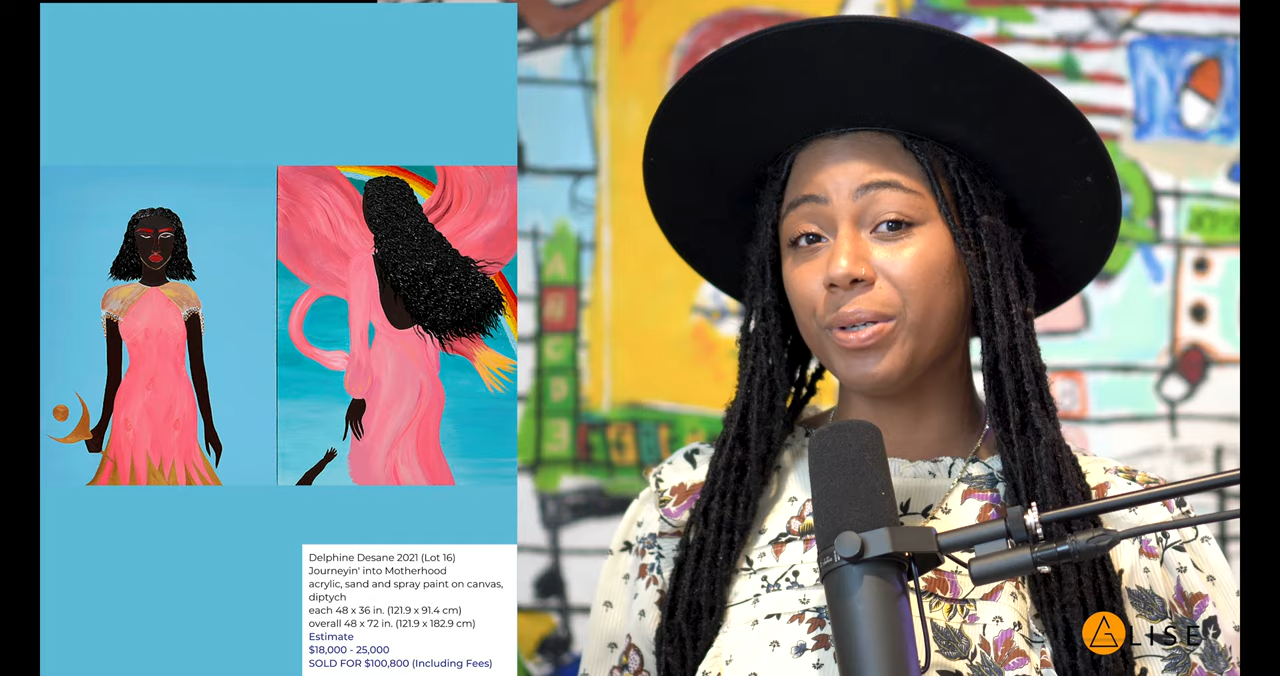 Delphine Desane 2021 (Lot 16)
Journeyin' into Motherhood
acrylic, sand and spray paint on canvas,
diptych
each 48 x 36 in. (121.9 x 91.4 cm)
overall 48 x 72 in. (121.9 x 182.9 cm)
Estimate
$18,000 - 25,000
SOLD FOR $100,800 (Including Fees)
ALISE